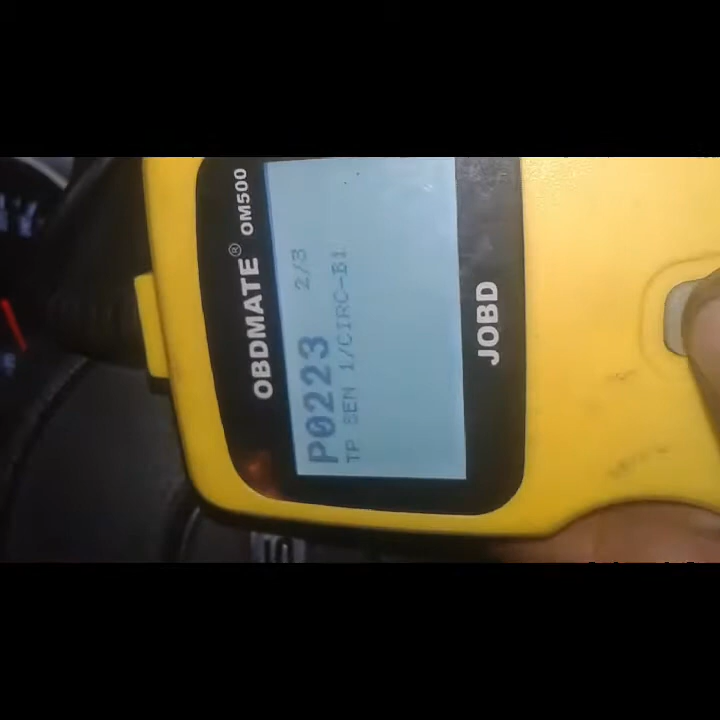 OBDMATE® OM500
P0223 2/3
TP SEN 1/CIRC-B1
JOBD